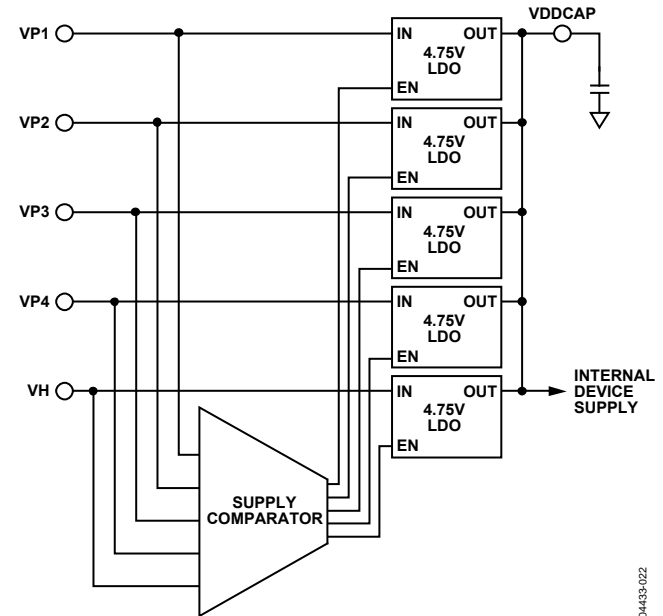 VDDCAP
VP1
IN OUT
4.75V
LDO
EN
VP2
IN OUT
4.75V
LDO
EN
VP3
IN OUT
4.75V
LDO
EN
VP4
IN OUT
4.75V
LDO
EN
VH
IN OUT
4.75V
LDO
EN
INTERNAL
DEVICE
SUPPLY
SUPPLY
COMPARATOR
04433-022